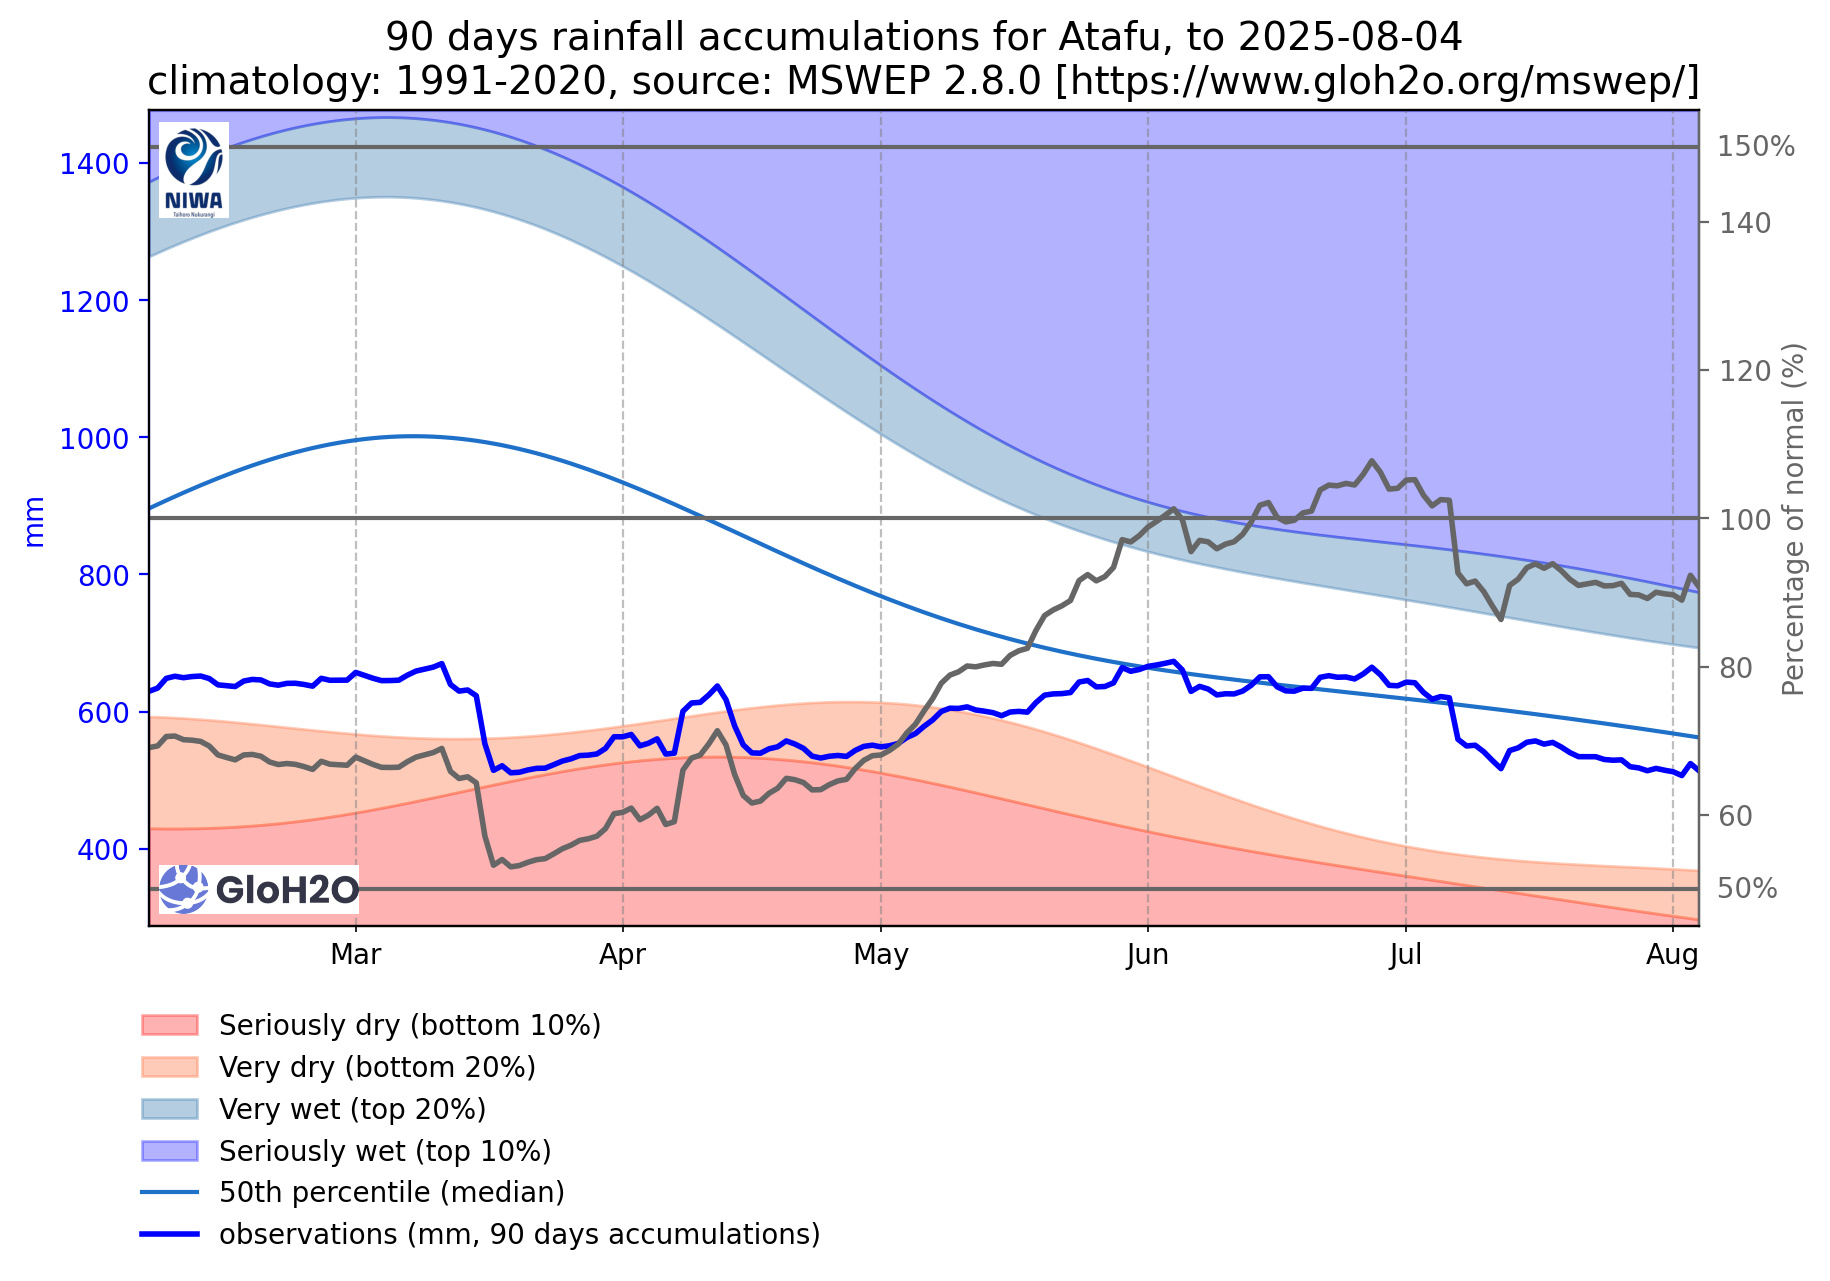 90 days rainfall accumulations for Atafu, to 2025-08-04
climatology: 1991-2020, source: MSWEP 2.8.0 [https://www.gloh2o.org/mswep/]
NIWA
Taihoro Nukurangi
1400
1200
1000
800
600
400
mm
150%
140
120
100
80
60
50%
Percentage of normal (%)
GloH2O
Mar
Apr
May
Jun
Jul
Aug
Seriously dry (bottom 10%)
Very dry (bottom 20%)
Very wet (top 20%)
Seriously wet (top 10%)
50th percentile (median)
observations (mm, 90 days accumulations)